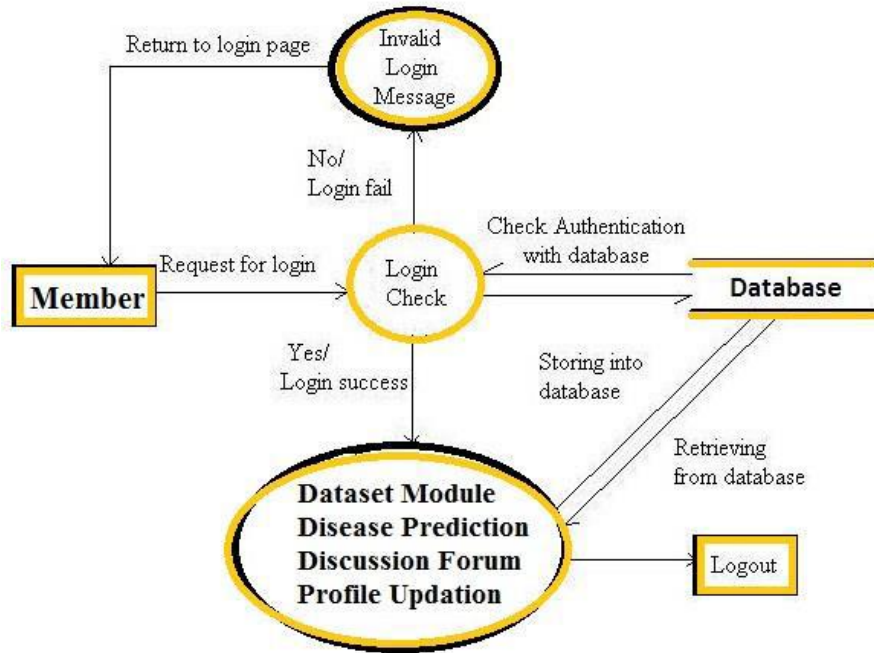 Invalid
Login
Message
Return to login page
No/
Login fail
Check Authentication
with database
Member
Request for login
Login
Check
Database
Yes/
Login success
Storing into
database
Retrieving
from database
Dataset Module
Disease Prediction
Discussion Forum
Profile Updation
Logout